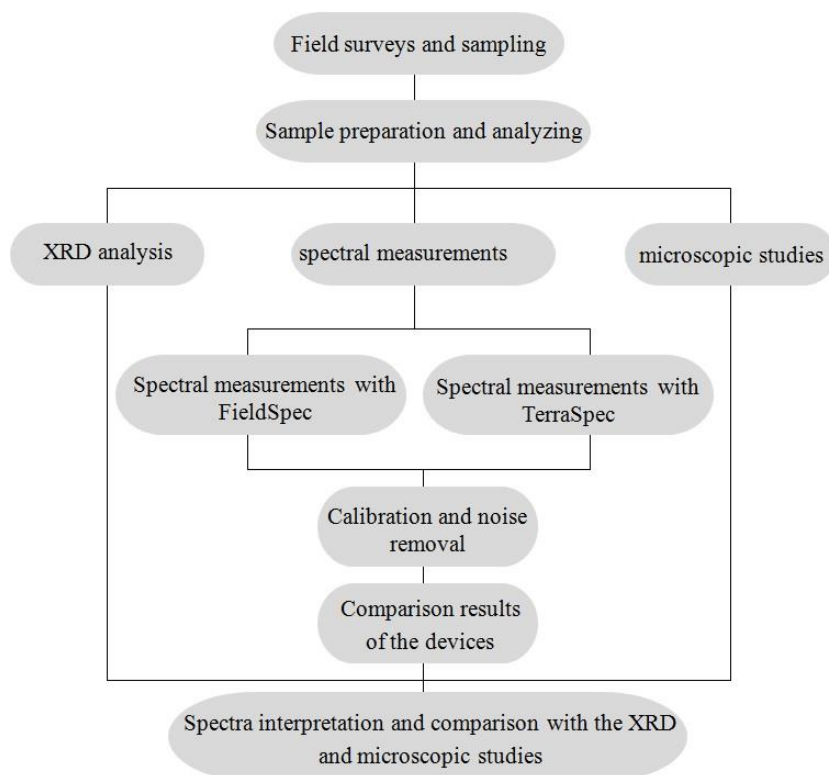 Field surveys and sampling
Sample preparation and analyzing
XRD analysis
spectral measurements
microscopic studies
Spectral measurements with
FieldSpec
Spectral measurements with
TerraSpec
Calibration and noise
removal
Comparison results
of the devices
Spectra interpretation and comparison with the XRD
and microscopic studies